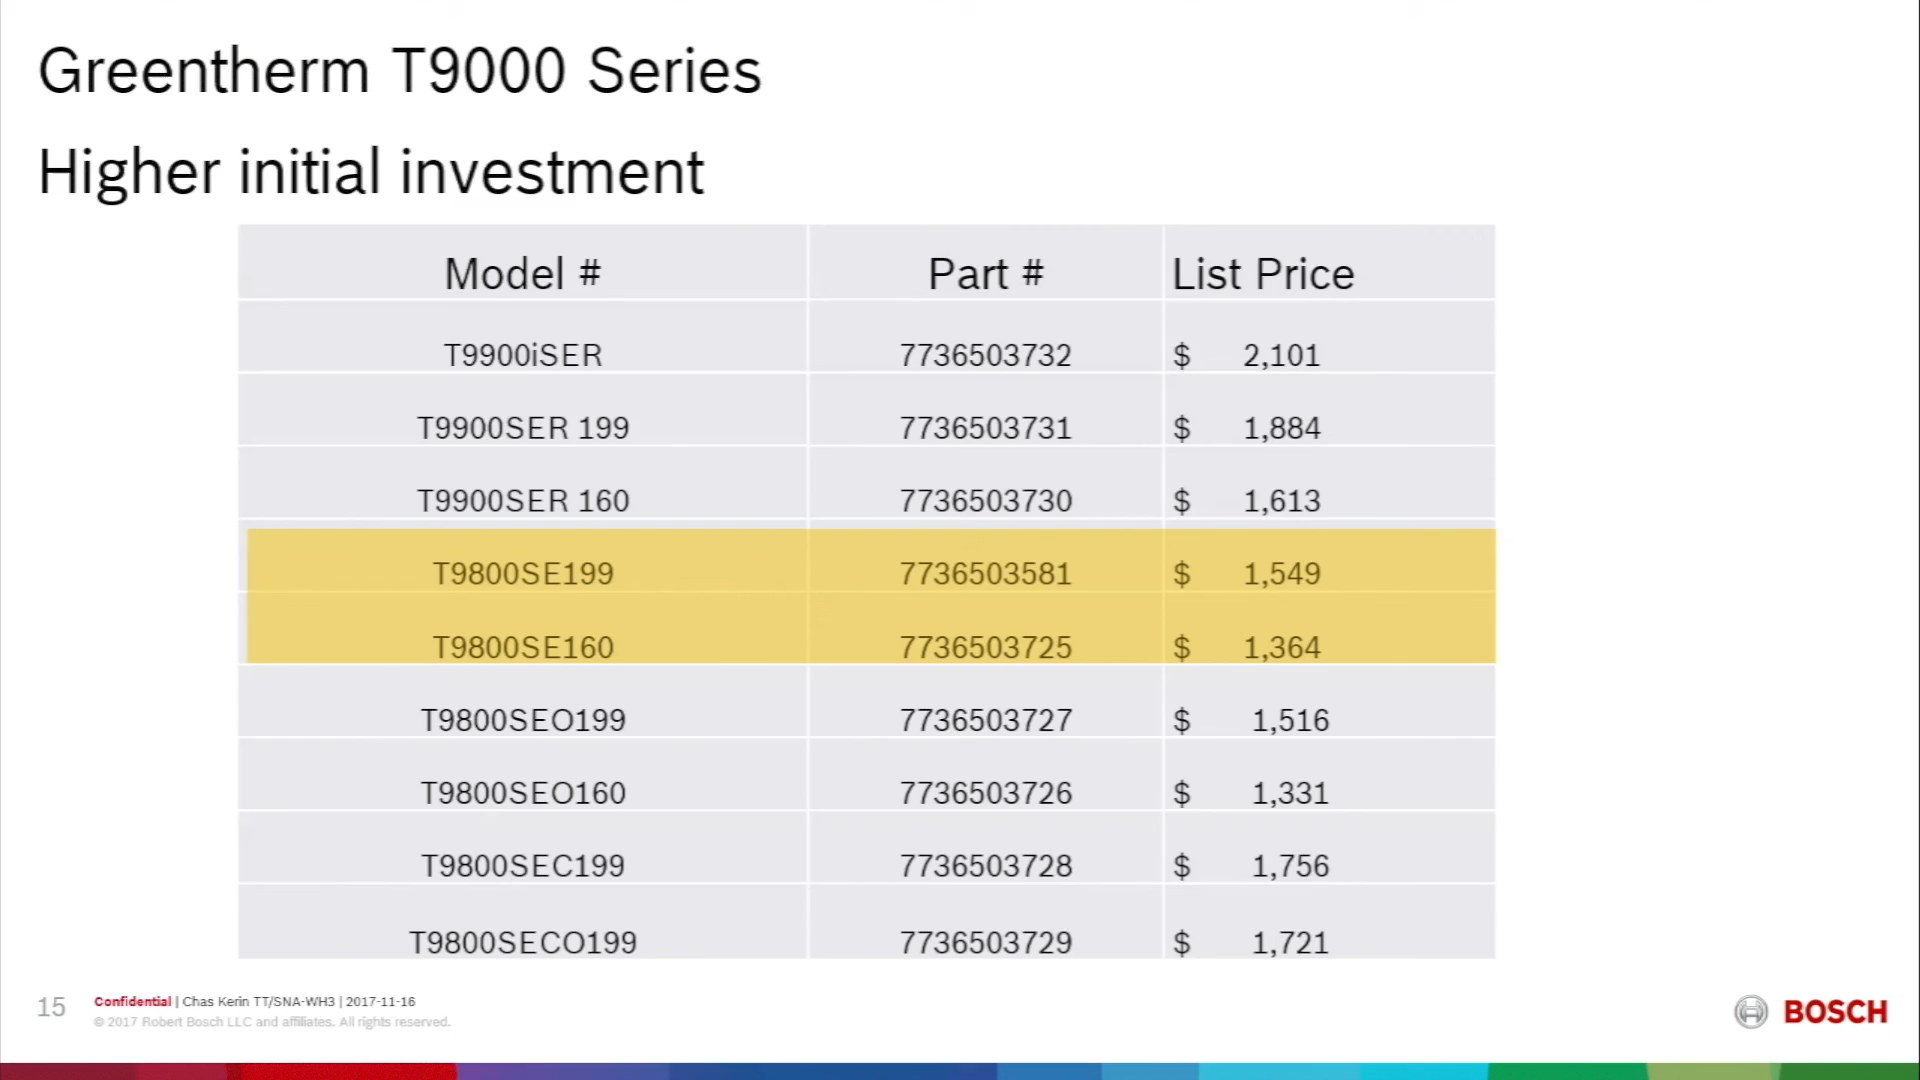 Greentherm T9000 Series
Higher initial investment
Model # Part # List Price
T9900iSER 7736503732 $ 2,101
T9900SER 199 7736503731 $ 1,884
T9900SER 160 7736503730 $ 1,613
T9800SE199 7736503581 $ 1,549
T9800SE160 7736503725 $ 1,364
T9800SEO199 7736503727 $ 1,516
T9800SEO160 7736503726 $ 1,331
T9800SEC199 7736503728 $ 1,756
T9800SECO199 7736503729 $ 1,721
15 Confidential | Chas Kerin TT/SNA-WH3 | 2017-11-16
© 2017 Robert Bosch LLC and affiliates. All rights reserved.
BOSCH